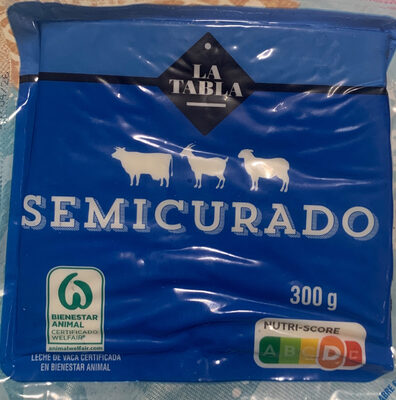 LA
TABLA
SEMICURADO
300 g
BIENESTAR
ANIMAL
CERTIFICADO
WELFAIR®
animalwelfair.com
LECHE DE VACA CERTIFICADA
EN BIENESTAR ANIMAL
NUTRI-SCORE
A B C D E